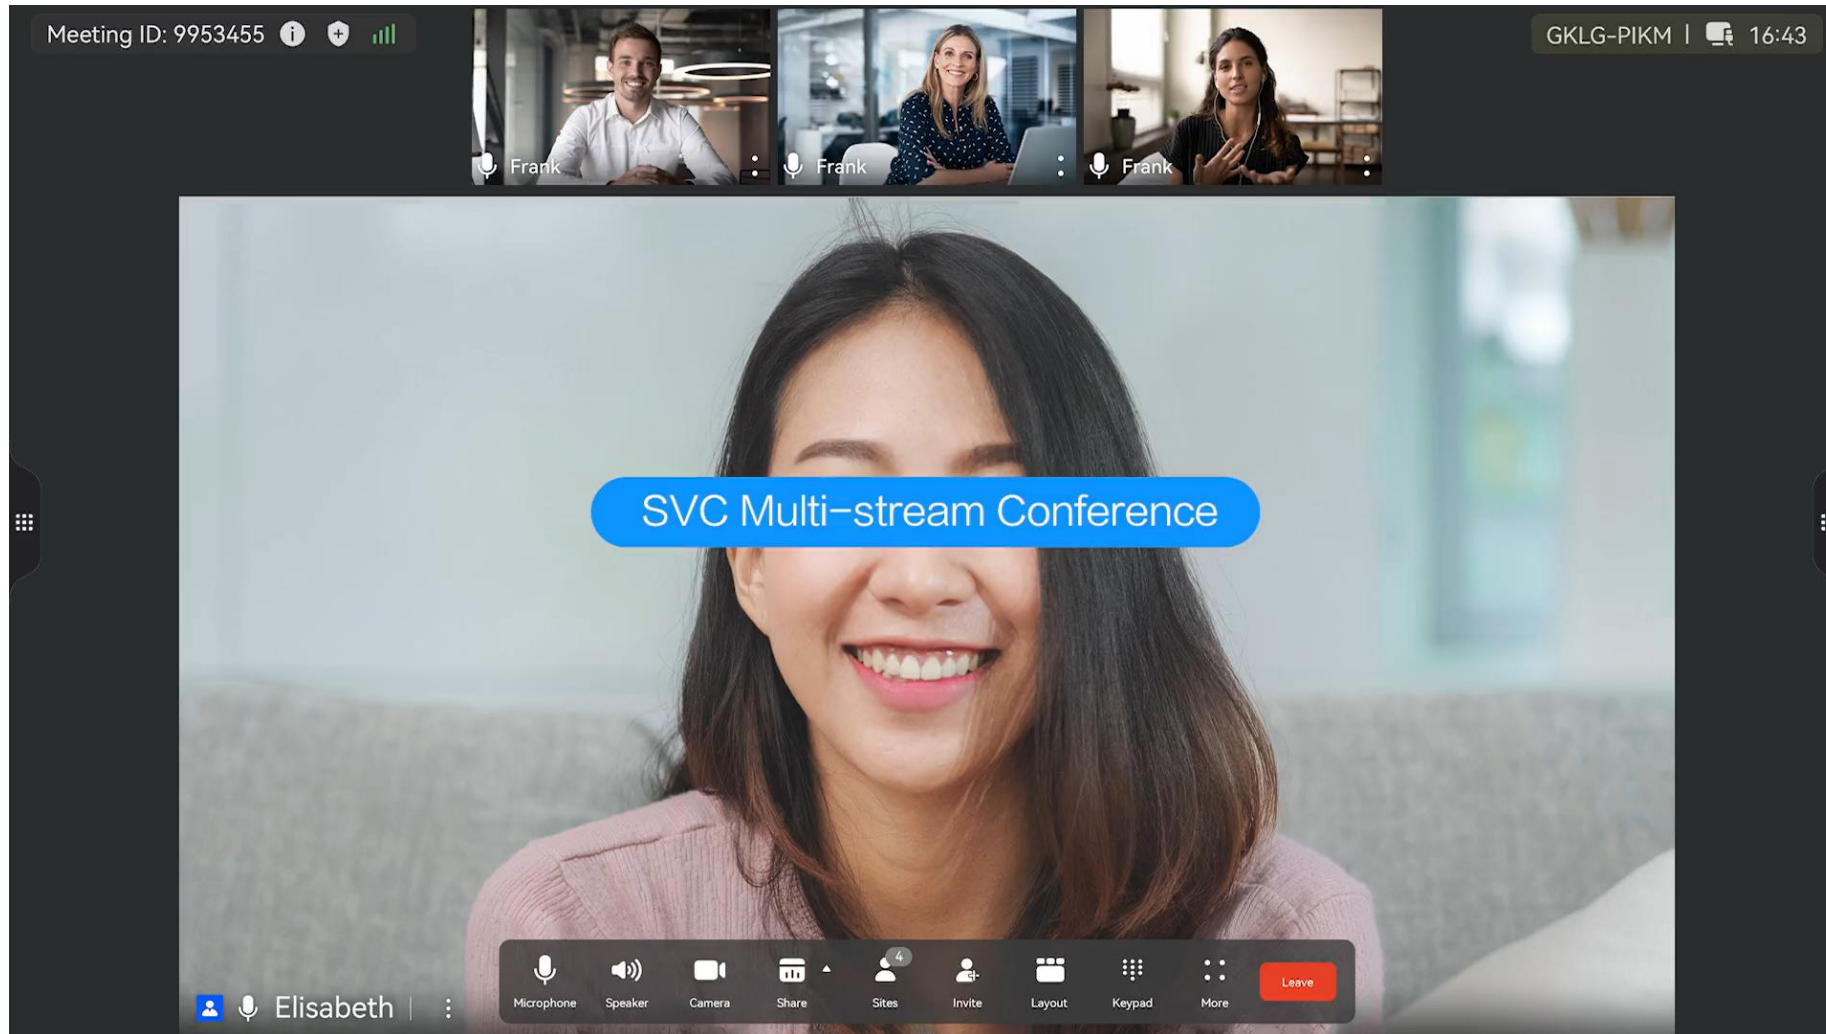 Meeting ID: 9953455
GKLG-PIKM | 16:43
Frank
Frank
Frank
SVC Multi-stream Conference
Elisabeth
4
Microphone
Speaker
Camera
Share
Sites
Invite
Layout
Keypad
More
Leave